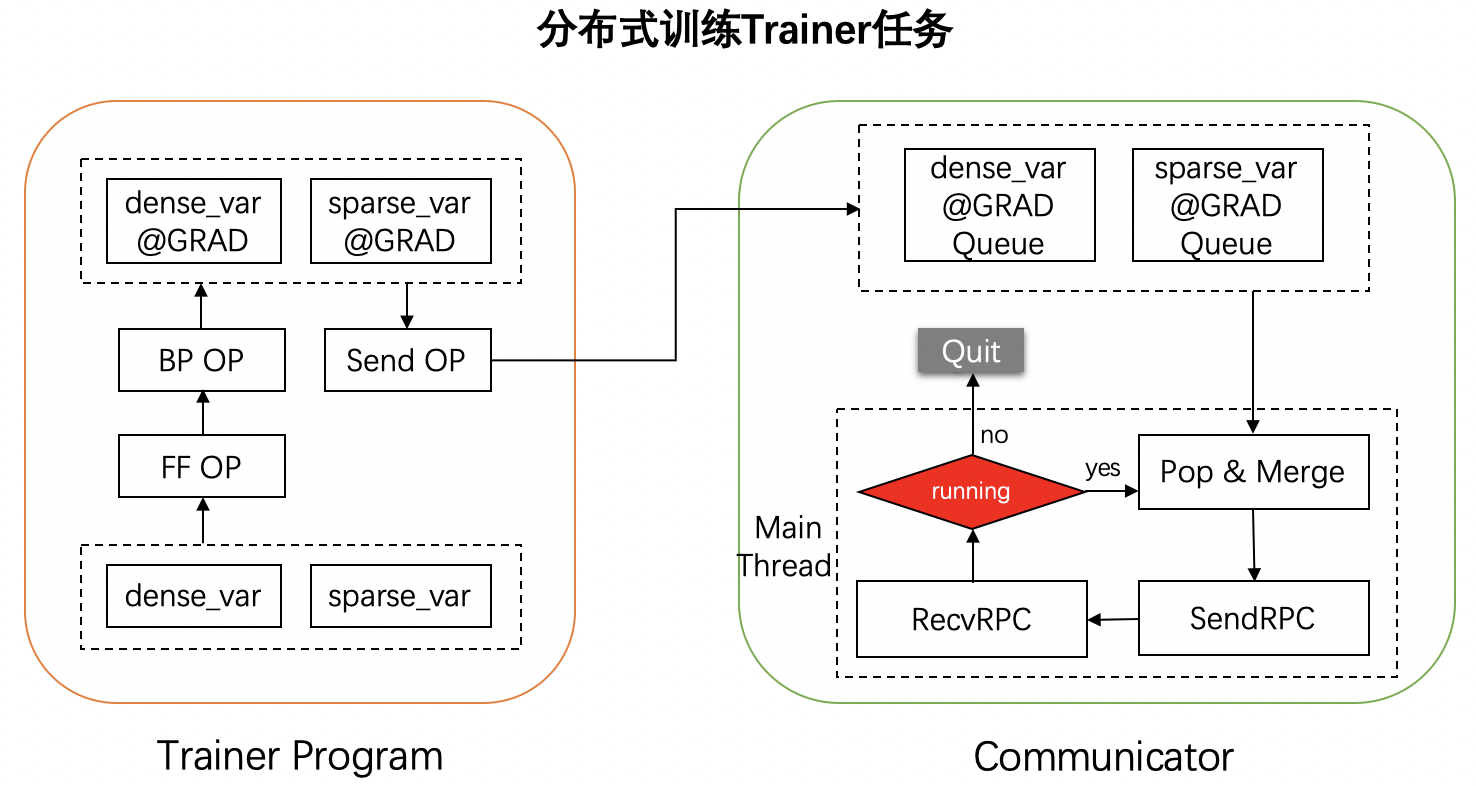 分布式训练Trainer任务
dense_var
@GRAD
sparse_var
@GRAD
BP OP
Send OP
FF OP
dense_var
sparse_var
Trainer Program
dense_var
@GRAD
Queue
sparse_var
@GRAD
Queue
Quit
no
running
yes
Pop & Merge
Main
Thread
RecvRPC
SendRPC
Communicator